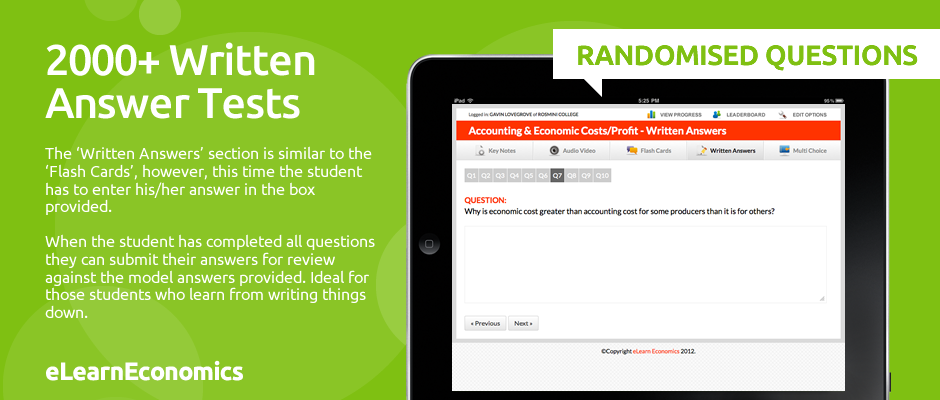 2000+ Written
Answer Tests
The ‘Written Answers’ section is similar to the
‘Flash Cards’, however, this time the student
has to enter his/her answer in the box
provided.
When the student has completed all questions
they can submit their answers for review
against the model answers provided. Ideal for
those students who learn from writing things
down.
eLearnEconomics
RANDOMISED QUESTIONS
iPad 5:25 PM 95%
Logged in: GAVIN LOVEGROVE of ROSMINI COLLEGE VIEW PROGRESS LEADERBOARD EDIT OPTIONS
Accounting & Economic Costs/Profit - Written Answers
Key Notes Audio Video Flash Cards Written Answers Multi Choice
Q1 Q2 Q3 Q4 Q5 Q6 Q7 Q8 Q9 Q10
QUESTION:
Why is economic cost greater than accounting cost for some producers than it is for others?
« Previous Next »
©Copyright eLearn Economics 2012.